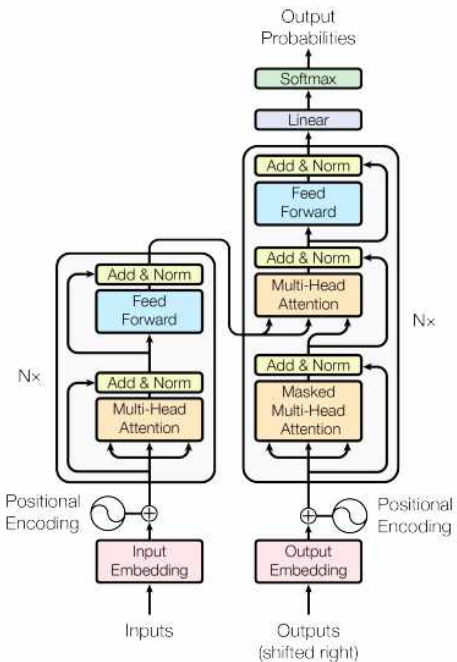 Output
Probabilities
Softmax
Linear
Add & Norm
Feed
Forward
Add & Norm
Multi-Head
Attention
Add & Norm
Masked
Multi-Head
Attention
N×
Add & Norm
Feed
Forward
Add & Norm
Multi-Head
Attention
N×
Positional
Encoding
Positional
Encoding
Input
Embedding
Output
Embedding
Inputs
Outputs
(shifted right)